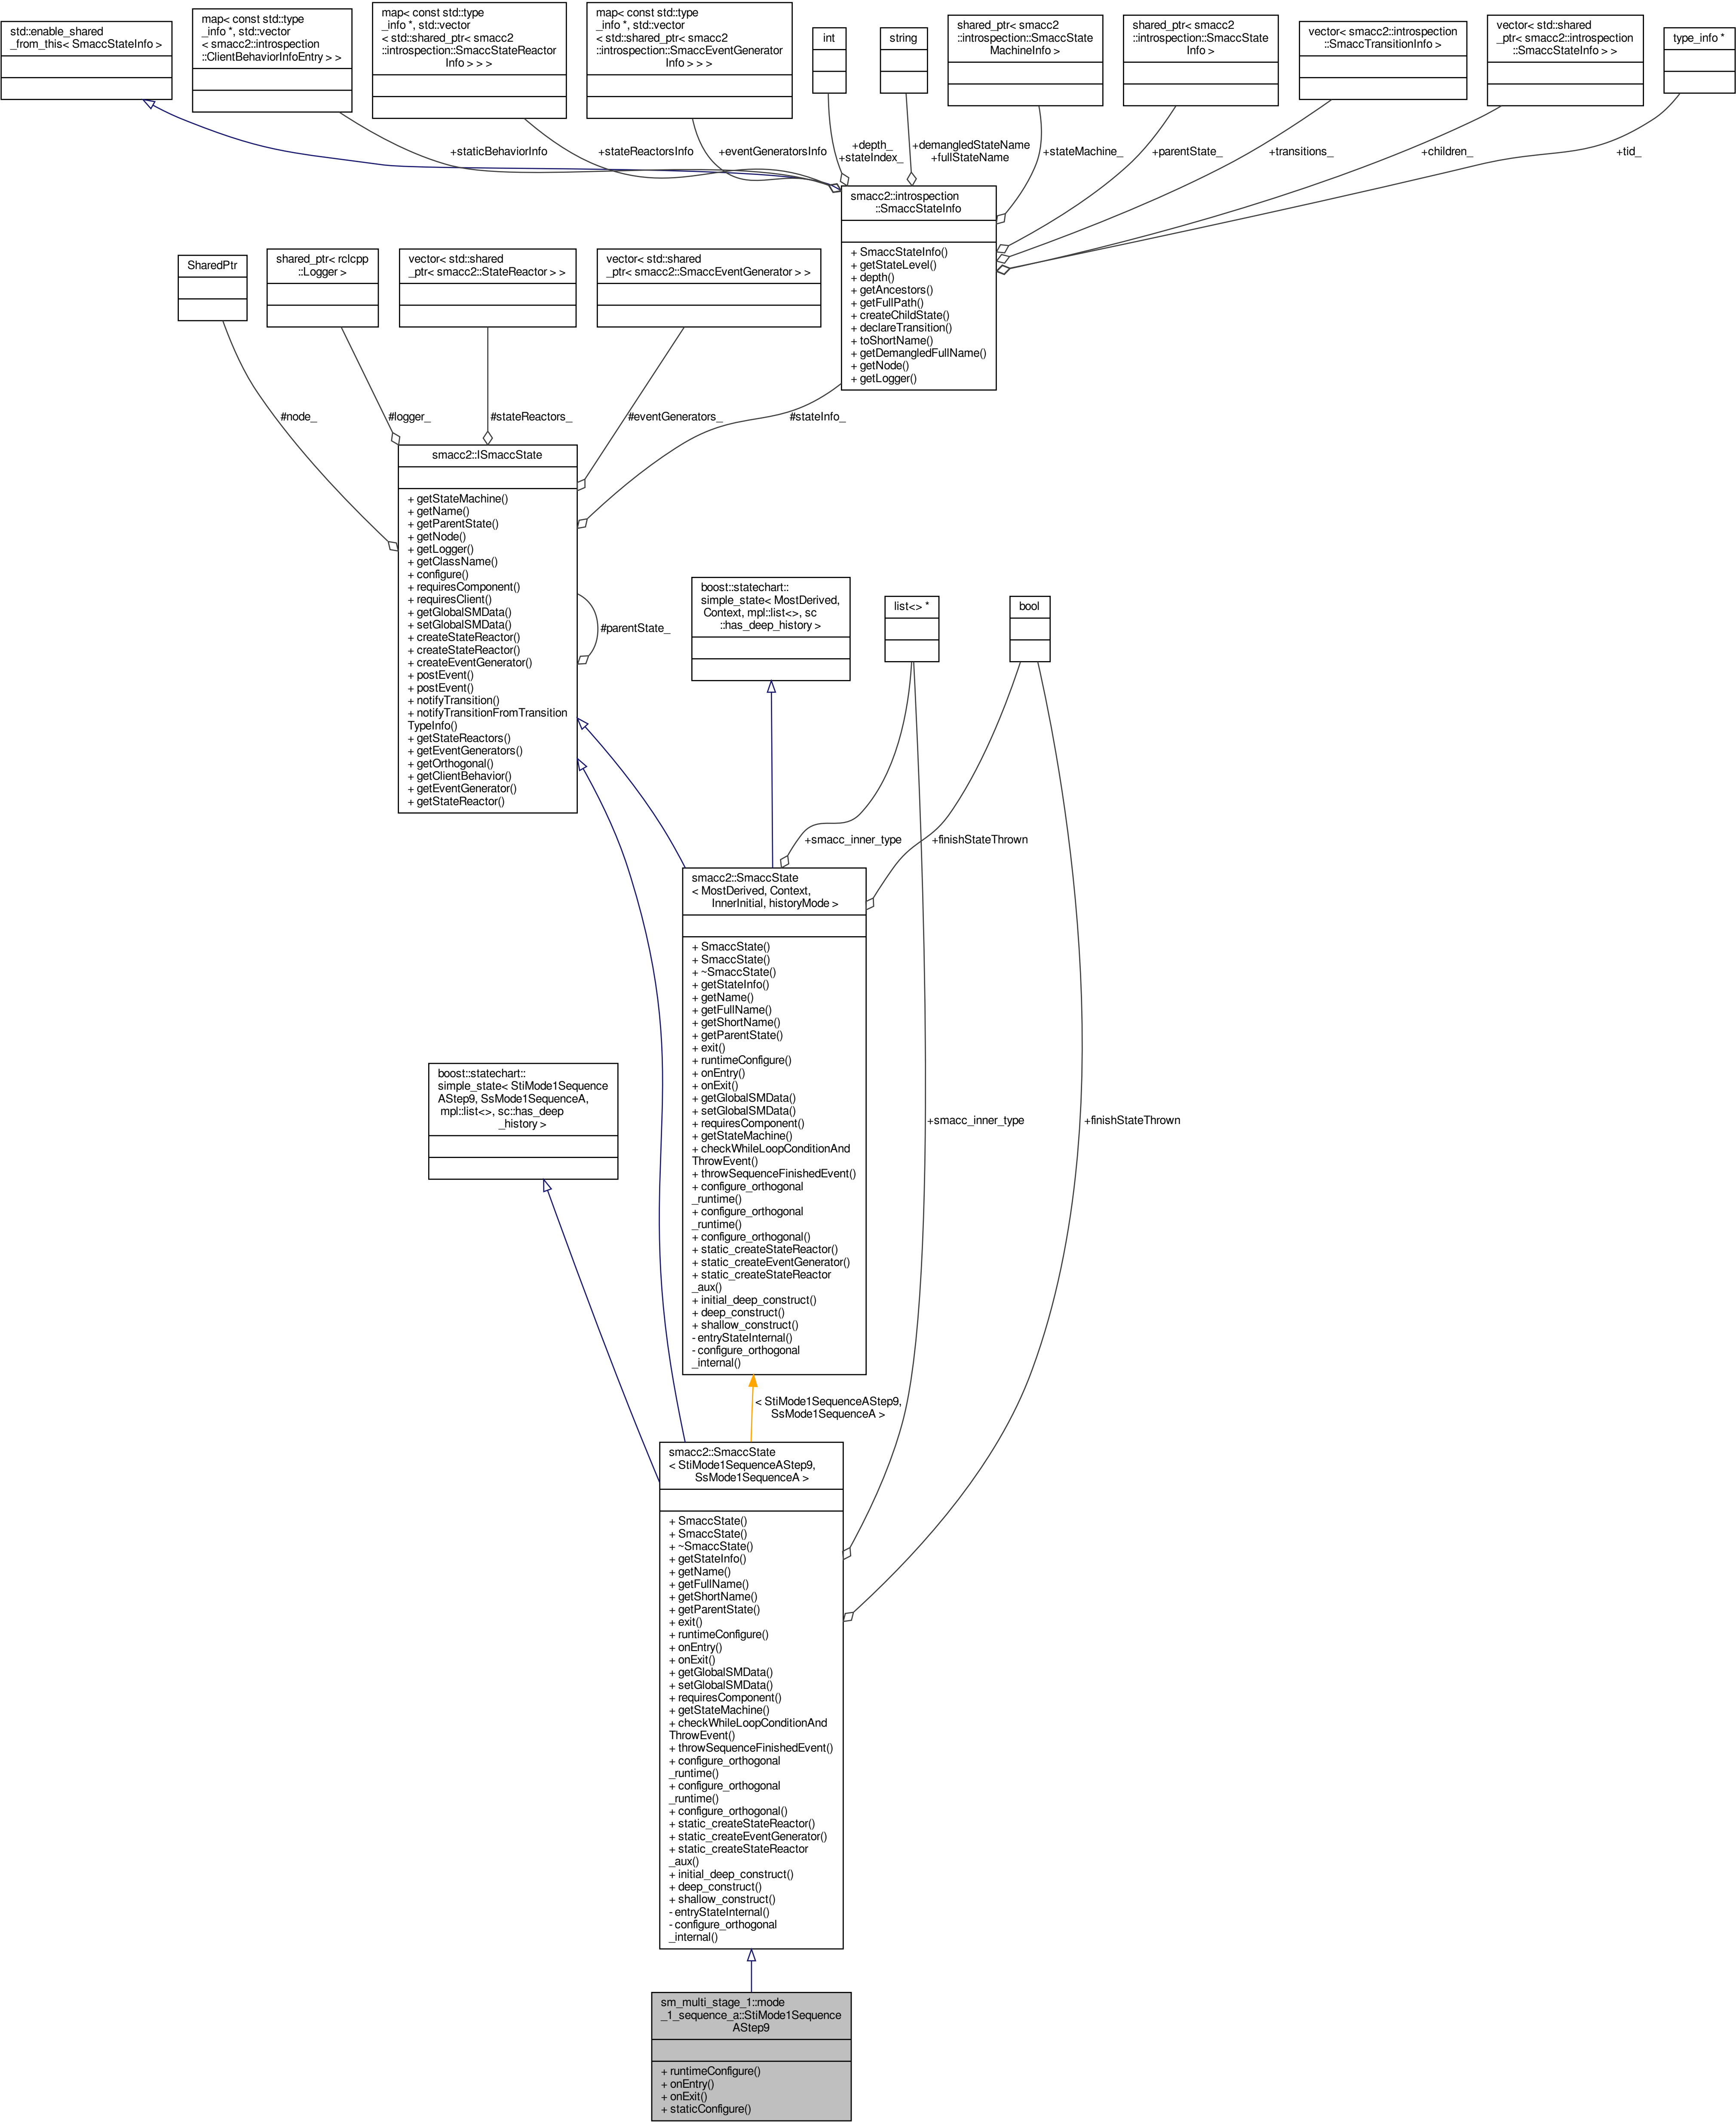 std::enable_shared
_from_this< SmaccStateInfo >
map< const std::type
_info *, std::vector
< smacc2::introspection
::ClientBehaviorInfoEntry > >
map< const std::type
_info *, std::vector
< std::shared_ptr< smacc2
::introspection::SmaccStateReactor
Info > > >
map< const std::type
_info *, std::vector
< std::shared_ptr< smacc2
::introspection::SmaccEventGenerator
Info > > >
int
string
shared_ptr< smacc2
::introspection::SmaccState
MachineInfo >
shared_ptr< smacc2
::introspection::SmaccState
Info >
vector< smacc2::introspection
::SmaccTransitionInfo >
vector< std::shared
_ptr< smacc2::introspection
::SmaccStateInfo > >
type_info *
+staticBehaviorInfo
+stateReactorsInfo
+eventGeneratorsInfo
+depth_
+stateIndex_
+demangledStateName
+fullStateName
+stateMachine_
+parentState_
+transitions_
+children_
+tid_
smacc2::introspection
::SmaccStateInfo
+ SmaccStateInfo()
+ getStateLevel()
+ depth()
+ getAncestors()
+ getFullPath()
+ createChildState()
+ declareTransition()
+ toShortName()
+ getDemangledFullName()
+ getNode()
+ getLogger()
SharedPtr
shared_ptr< rclcpp
::Logger >
vector< std::shared
_ptr< smacc2::StateReactor > >
vector< std::shared
_ptr< smacc2::SmaccEventGenerator > >
#node_
#logger_
#stateReactors_
#eventGenerators_
#stateInfo_
smacc2::ISmaccState
+ getStateMachine()
+ getName()
+ getParentState()
+ getNode()
+ getLogger()
+ getClassName()
+ configure()
+ requiresComponent()
+ requiresClient()
+ getGlobalSMData()
+ setGlobalSMData()
+ createStateReactor()
+ createStateReactor()
+ createEventGenerator()
+ postEvent()
+ postEvent()
+ notifyTransition()
+ notifyTransitionFromTransition
TypeInfo()
+ getStateReactors()
+ getEventGenerators()
+ getOrthogonal()
+ getClientBehavior()
+ getEventGenerator()
+ getStateReactor()
#parentState_
boost::statechart::
simple_state< MostDerived,
Context, mpl::list<>, sc
::has_deep_history >
list<> *
bool
+smacc_inner_type
+finishStateThrown
smacc2::SmaccState
< MostDerived, Context,
InnerInitial, historyMode >
+ SmaccState()
+ SmaccState()
+ ~SmaccState()
+ getStateInfo()
+ getName()
+ getFullName()
+ getShortName()
+ getParentState()
+ exit()
+ runtimeConfigure()
+ onEntry()
+ onExit()
+ getGlobalSMData()
+ setGlobalSMData()
+ requiresComponent()
+ getStateMachine()
+ checkWhileLoopConditionAnd
ThrowEvent()
+ throwSequenceFinishedEvent()
+ configure_orthogonal
_runtime()
+ configure_orthogonal
_runtime()
+ configure_orthogonal()
+ static_createStateReactor()
+ static_createEventGenerator()
+ static_createStateReactor
_aux()
+ initial_deep_construct()
+ deep_construct()
+ shallow_construct()
- entryStateInternal()
- configure_orthogonal
_internal()
boost::statechart::
simple_state< StiMode1Sequence
AStep9, SsMode1SequenceA,
mpl::list<>, sc::has_deep
_history >
+smacc_inner_type
+finishStateThrown
< StiMode1SequenceAStep9,
SsMode1SequenceA >
smacc2::SmaccState
< StiMode1SequenceAStep9,
SsMode1SequenceA >
+ SmaccState()
+ SmaccState()
+ ~SmaccState()
+ getStateInfo()
+ getName()
+ getFullName()
+ getShortName()
+ getParentState()
+ exit()
+ runtimeConfigure()
+ onEntry()
+ onExit()
+ getGlobalSMData()
+ setGlobalSMData()
+ requiresComponent()
+ getStateMachine()
+ checkWhileLoopConditionAnd
ThrowEvent()
+ throwSequenceFinishedEvent()
+ configure_orthogonal
_runtime()
+ configure_orthogonal
_runtime()
+ configure_orthogonal()
+ static_createStateReactor()
+ static_createEventGenerator()
+ static_createStateReactor
_aux()
+ initial_deep_construct()
+ deep_construct()
+ shallow_construct()
- entryStateInternal()
- configure_orthogonal
_internal()
sm_multi_stage_1::mode
_1_sequence_a::StiMode1Sequence
AStep9
+ runtimeConfigure()
+ onEntry()
+ onExit()
+ staticConfigure()